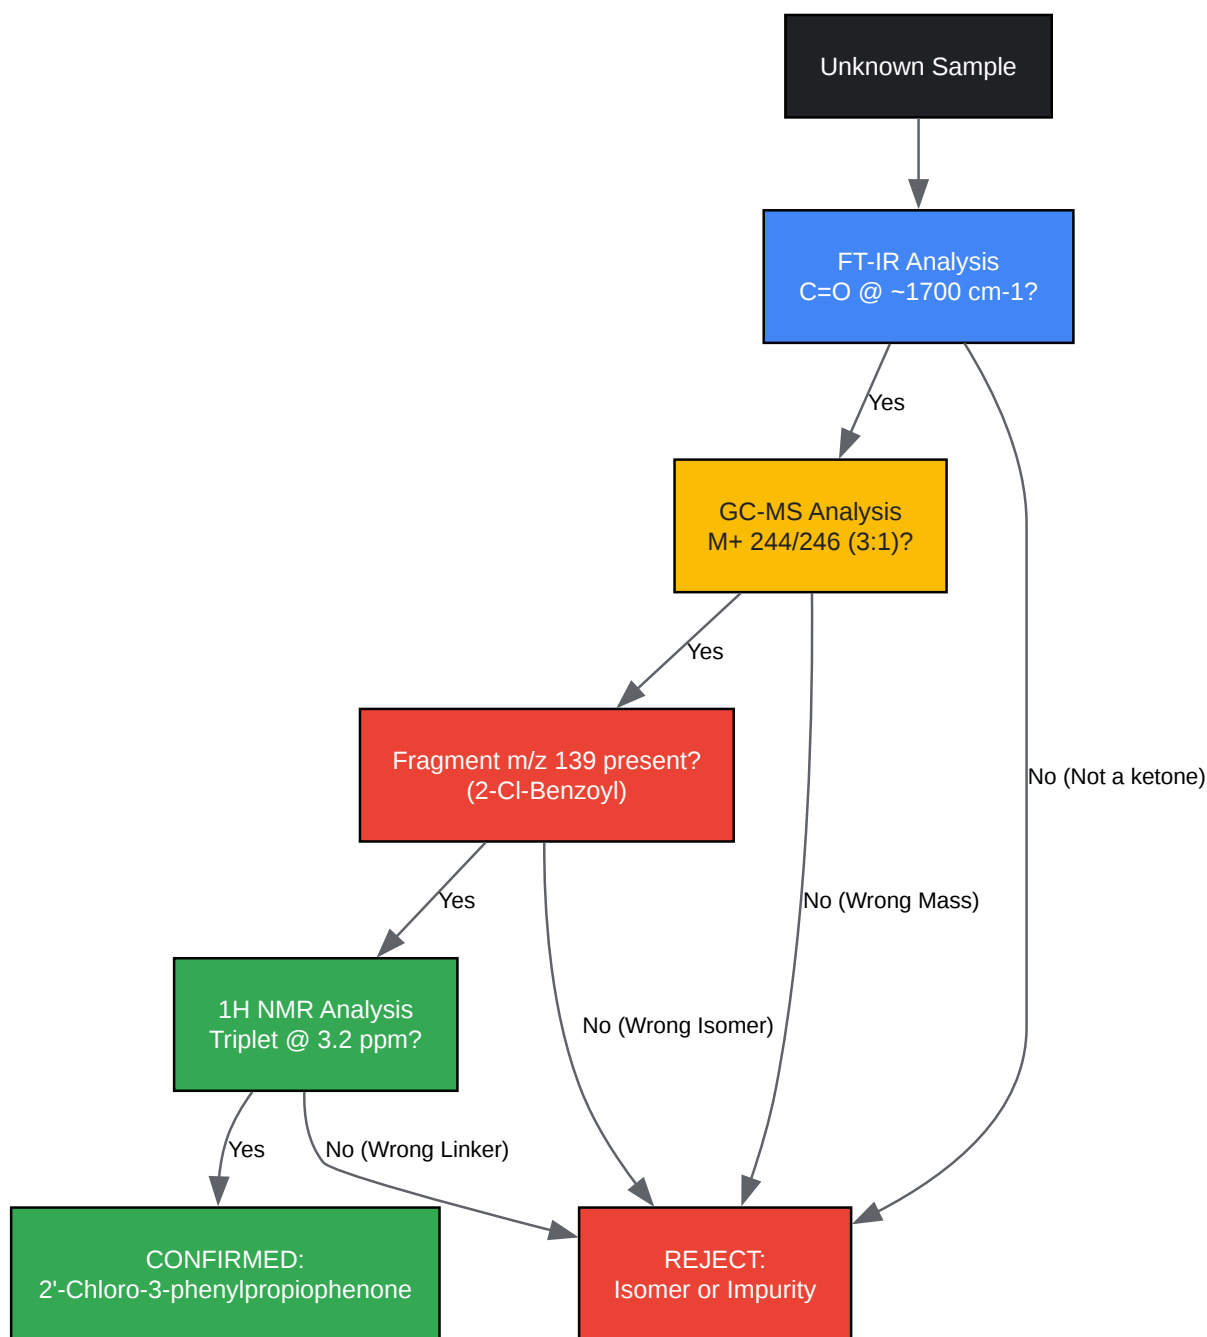 Unknown Sample
FT-IR Analysis
C=O @ ~1700 cm-1?
Yes
GC-MS Analysis
M+ 244/246 (3:1)?
Yes
Fragment m/z 139 present?
(2-Cl-Benzoyl)
No (Not a ketone)
Yes
No (Wrong Mass)
1H NMR Analysis
Triplet @ 3.2 ppm?
No (Wrong Isomer)
Yes
No (Wrong Linker)
CONFIRMED:
2'-Chloro-3-phenylpropiophenone
REJECT:
Isomer or Impurity